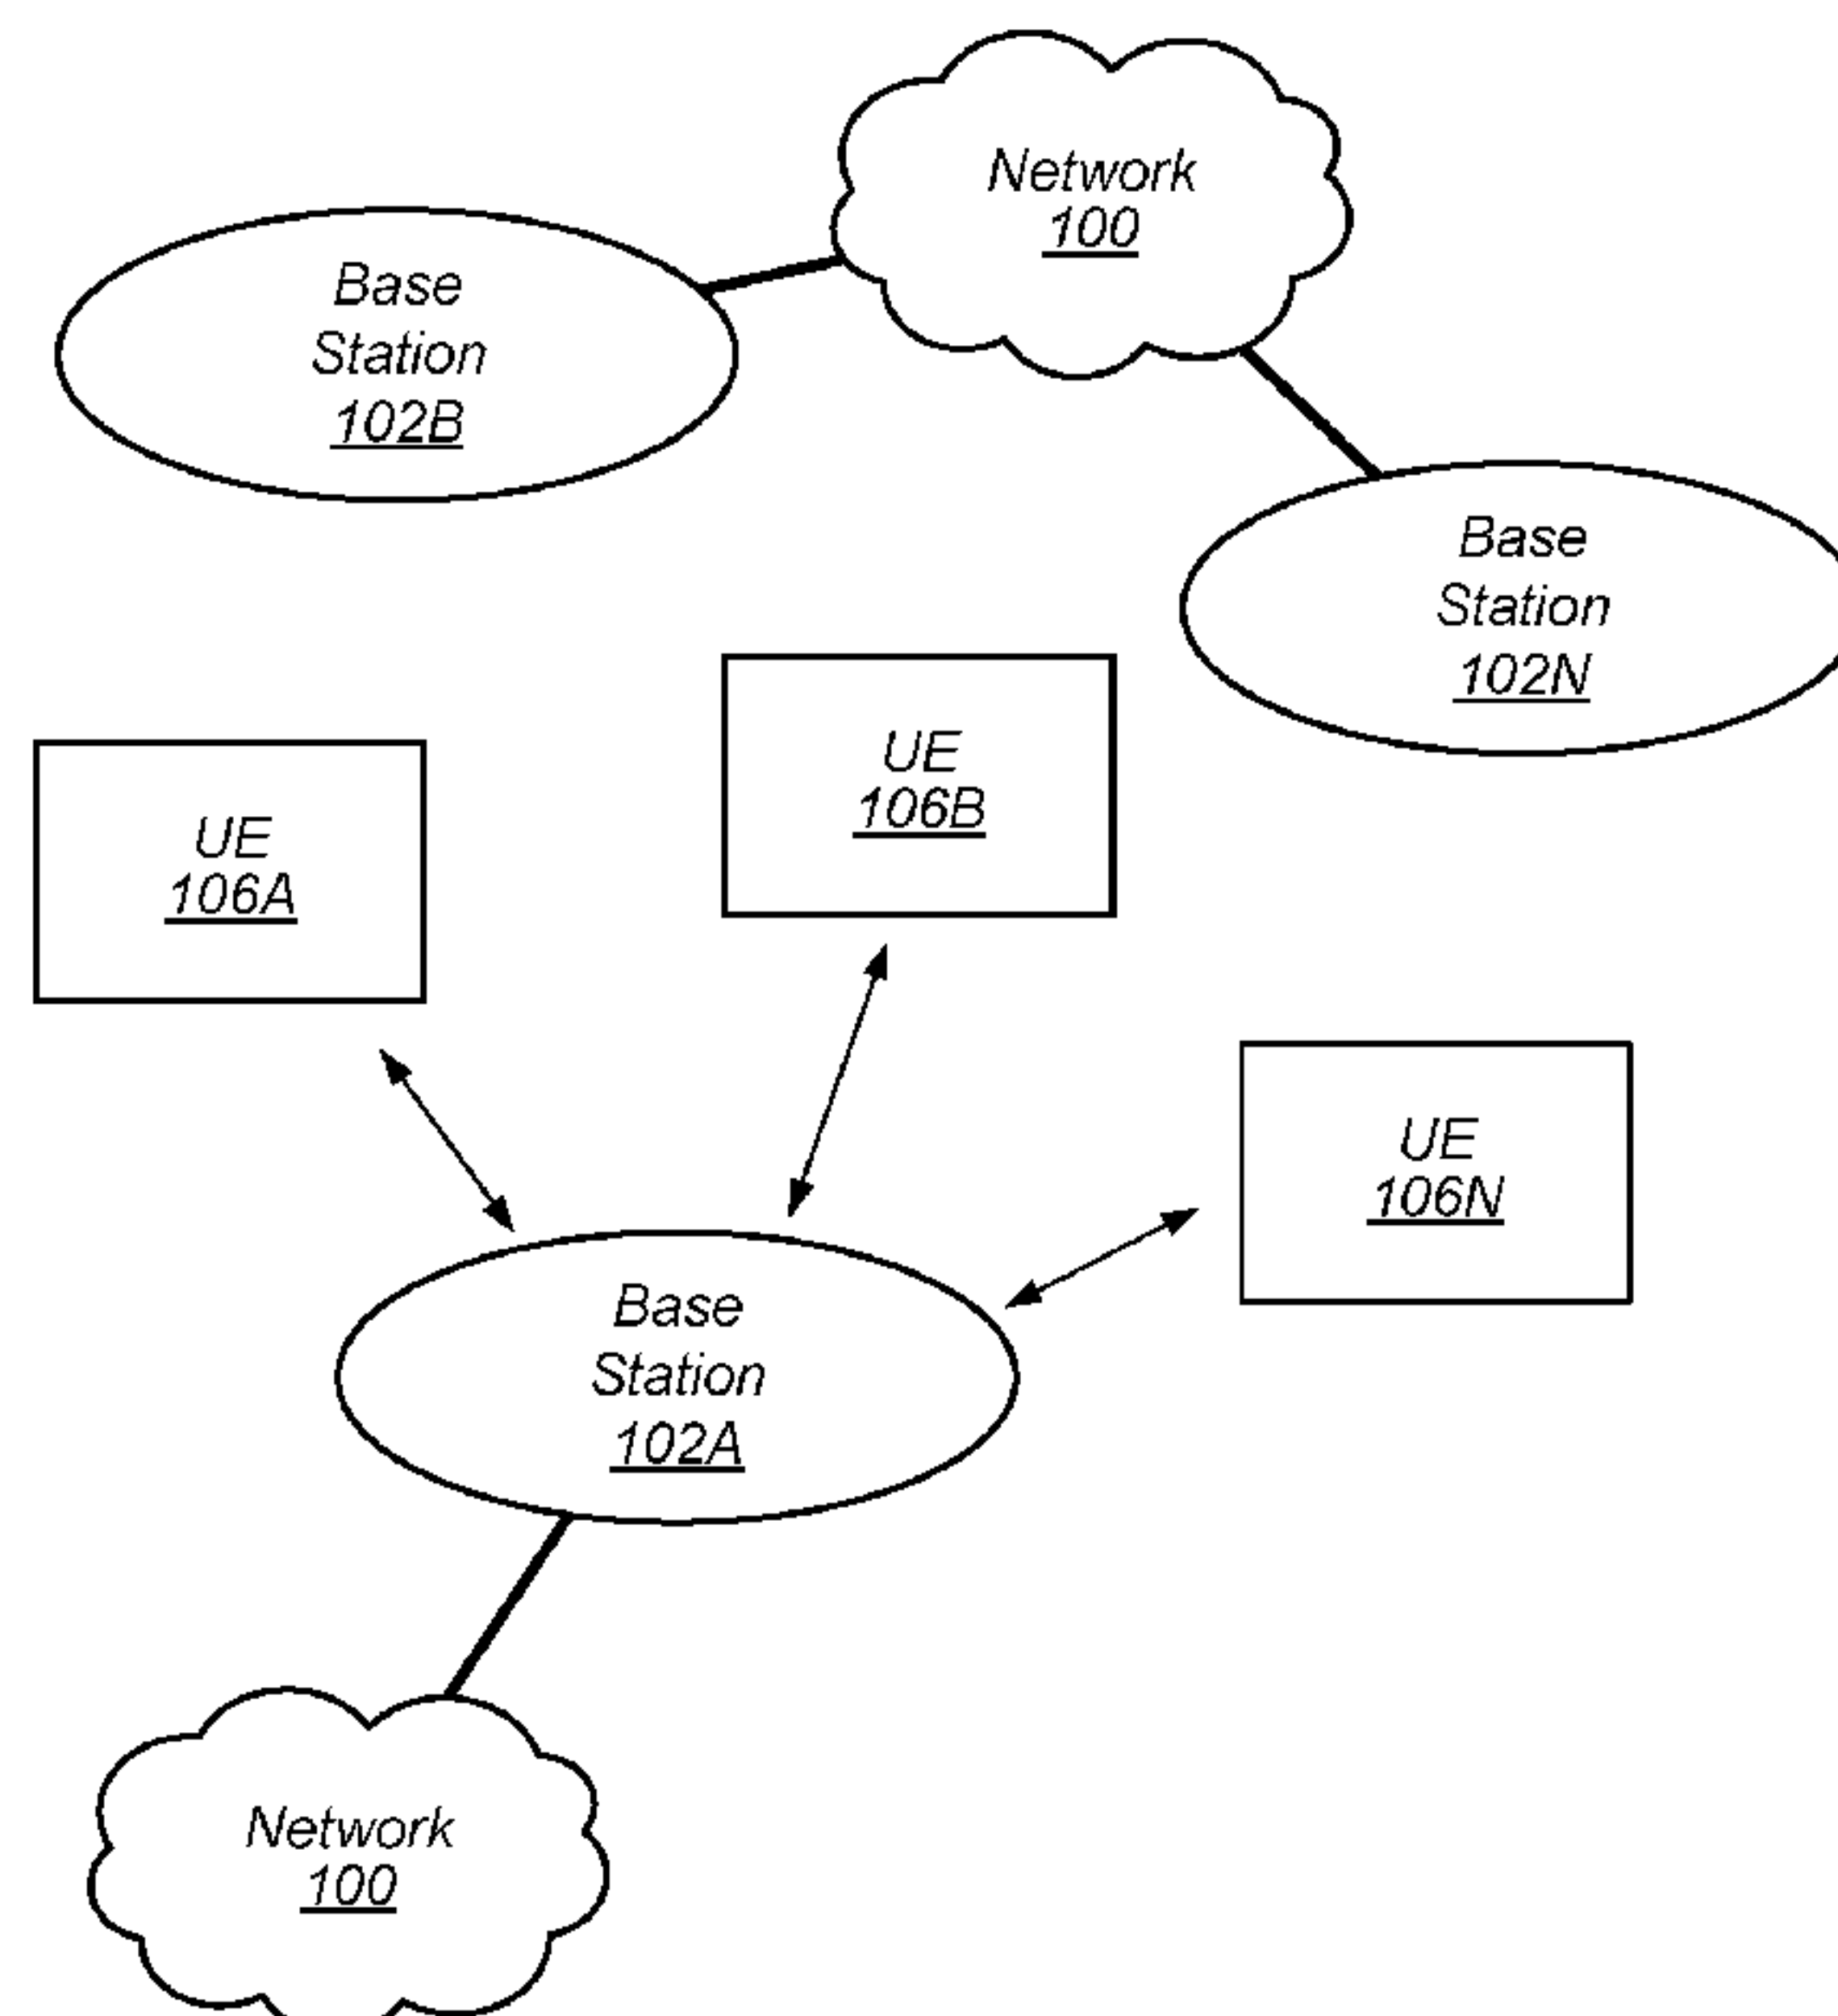 Network
100
Base
Station
102B
Base
Station
102N
UE
106B
UE
106A
UE
106N
Base
Station
102A
Network
100